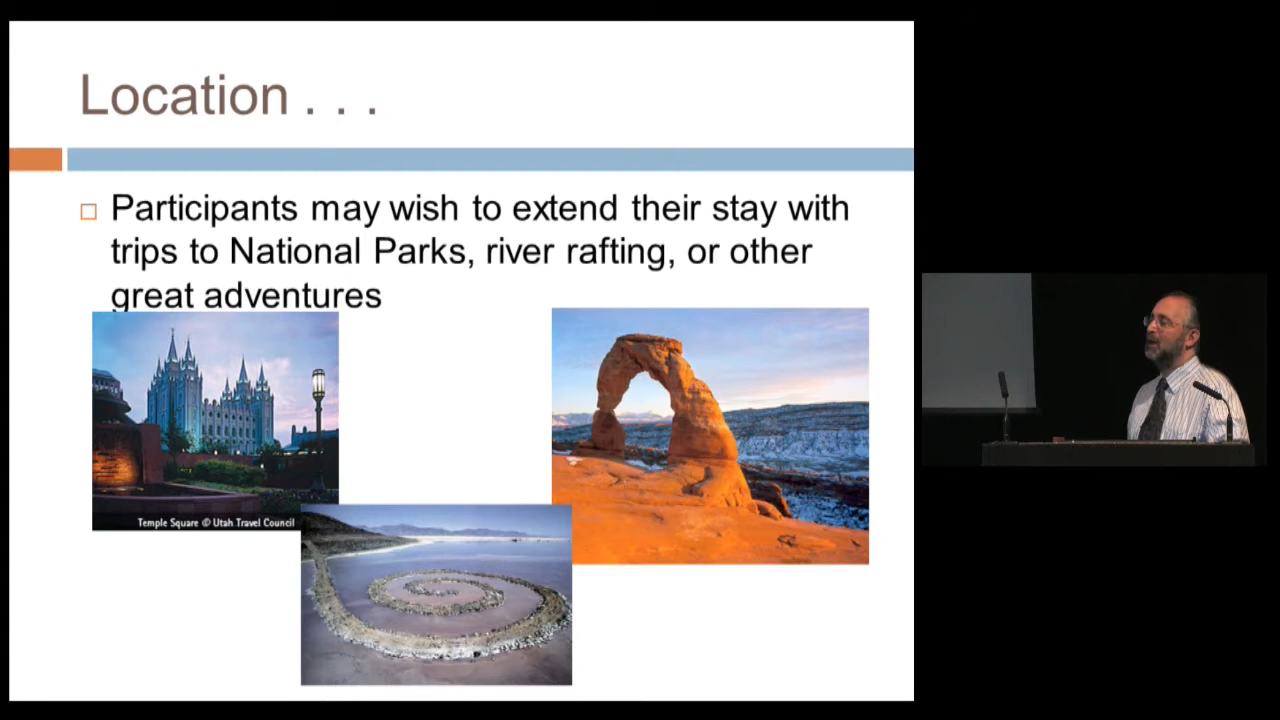 Location . . .
Participants may wish to extend their stay with
trips to National Parks, river rafting, or other
great adventures
Temple Square © Utah Travel Council